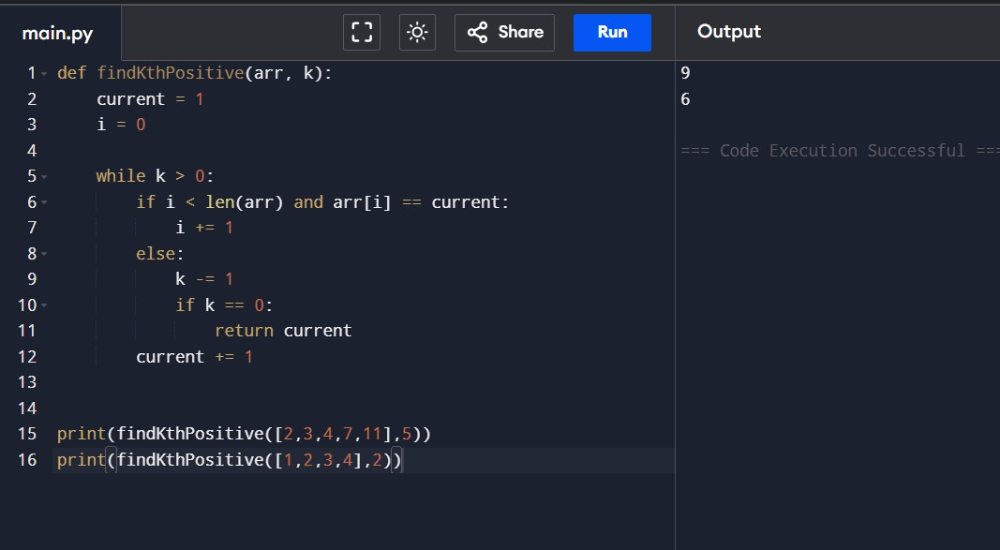 main.py
Share
Run
Output
1 def findKthPositive(arr, k):
2     current = 1
3     i = 0
4
5     while k > 0:
6         if i < len(arr) and arr[i] == current:
7             i += 1
8         else:
9             k -= 1
10             if k == 0:
11                 return current
12         current += 1
13
14
15 print(findKthPositive([2,3,4,7,11],5))
16 print(findKthPositive([1,2,3,4],2))
9
6
=== Code Execution Successful ===